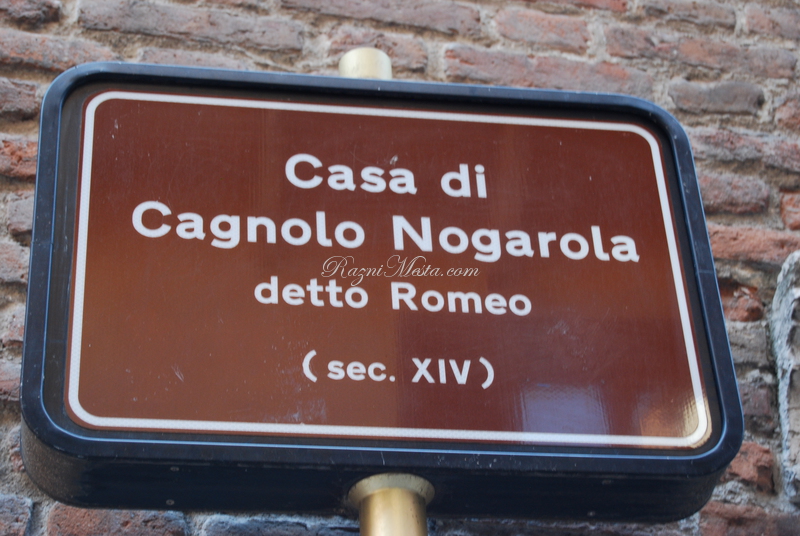 Casa di
Cagnolo Nogarola
RazniMesta.com
detto Romeo
(sec. XIV)